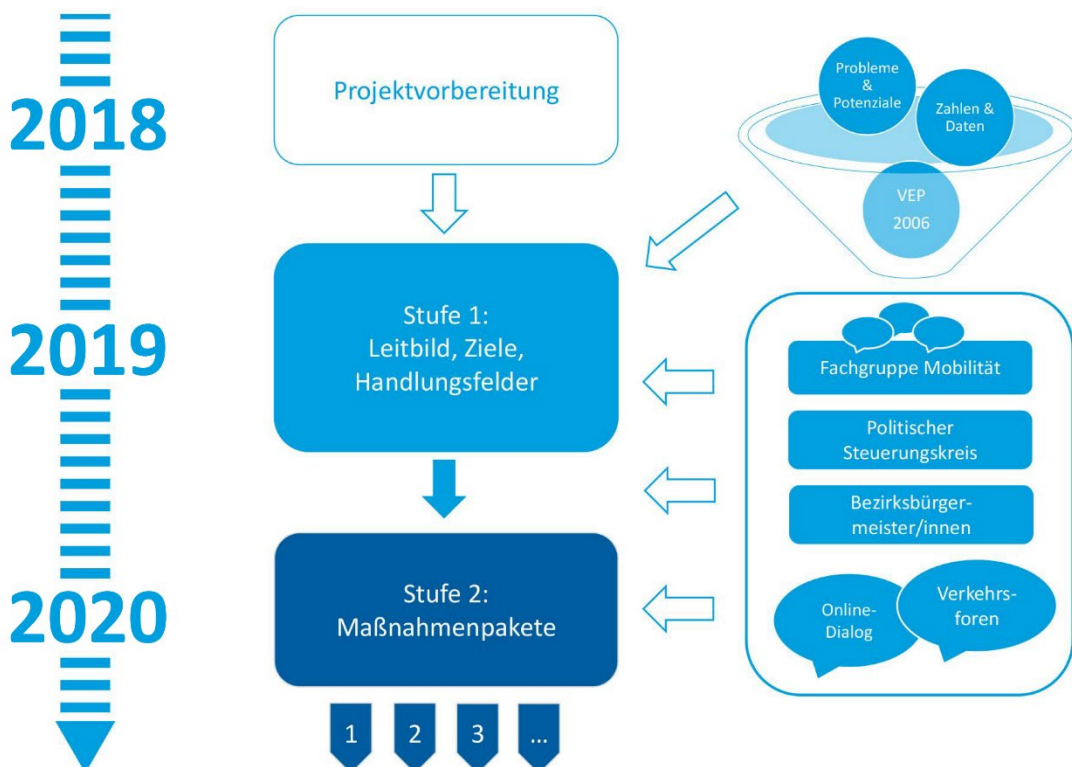 2018
2019
2020
Projektvorbereitung
Stufe 1:
Leitbild, Ziele,
Handlungsfelder
Stufe 2:
Maßnahmenpakete
1
2
3
...
Probleme
&
Potenziale
Zahlen &
Daten
VEP
2006
Fachgruppe Mobilität
Politischer
Steuerungskreis
Bezirksbürger-
meister/innen
Online-
Dialog
Verkehrs-
foren